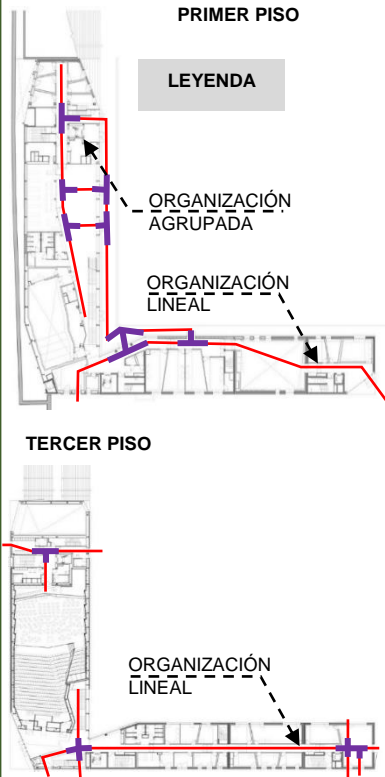 PRIMER PISO
LEYENDA
ORGANIZACIÓN
AGRUPADA
ORGANIZACIÓN
LINEAL
TERCER PISO
ORGANIZACIÓN
LINEAL